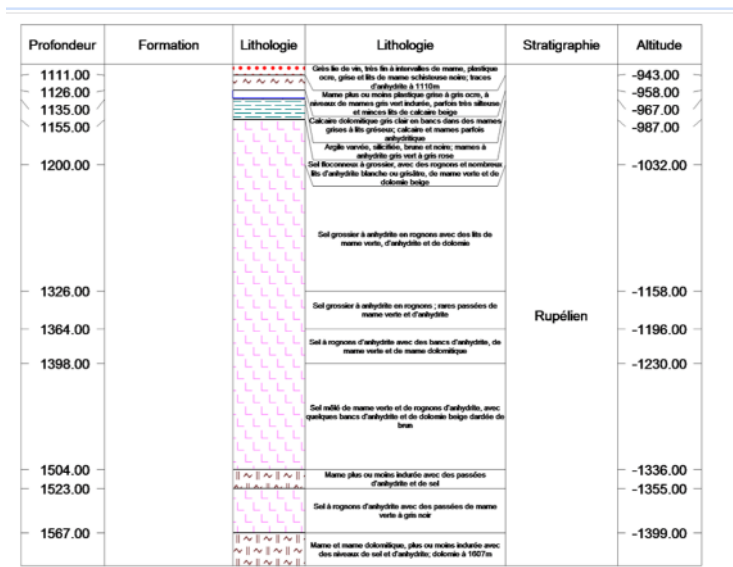 Profondeur Formation Lithologie Lithologie Stratigraphie Altitude
Grès lie de vin, très fin à intervalles de marne, plastique
ocre, grise et lits de marne schisteuse noire; traces
d'anhydrite à 1110m
1111.00 -943.00
Marne plus ou moins plastique grise à gris ocre, à
niveaux de marnes gris vert indurée, parfois très silteuse
et minces lits de calcaire beige
1126.00 -958.00
Calcaire dolomitique gris clair en bancs dans des marnes
grises à lits gréseux; calcaire et marnes parfois
anhydritique
1135.00 -967.00
Argile varvée, silicifiée, brune et noire; marnes à
anhydrite gris vert à gris rose
1155.00 -987.00
Sel floconneux à grossier, avec des rognons et nombreux
lits d'anhydrite blanche ou grisâtre, de marne verte et de
dolomie beige
1200.00 -1032.00
Sel grossier à anhydrite en rognons avec des lits de
marne verte, d'anhydrite et de dolomie
1326.00 -1158.00
Sel grossier à anhydrite en rognons ; rares passées de
marne verte et d'anhydrite
Rupélien
1364.00 -1196.00
Sel à rognons d'anhydrite avec des bancs d'anhydrite, de
marne verte et de marne dolomitique
1398.00 -1230.00
Sel mêlé de marne verte et de rognons d'anhydrite, avec
quelques bancs d'anhydrite et de dolomie beige dardée de
brun
1504.00 -1336.00
Marne plus ou moins indurée avec des passées
d'anhydrite et de sel
1523.00 -1355.00
Sel à rognons d'anhydrite avec des passées de marne
verte à gris noir
1567.00 -1399.00
Marne et marne dolomitique, plus ou moins indurée avec
des niveaux de sel et d'anhydrite; dolomie à 1607m